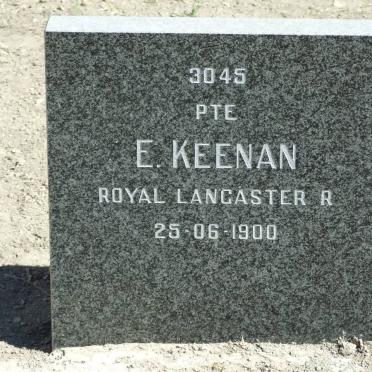 3045
PTE
E. KEENAN
ROYAL LANCASTER R
25-06-1900